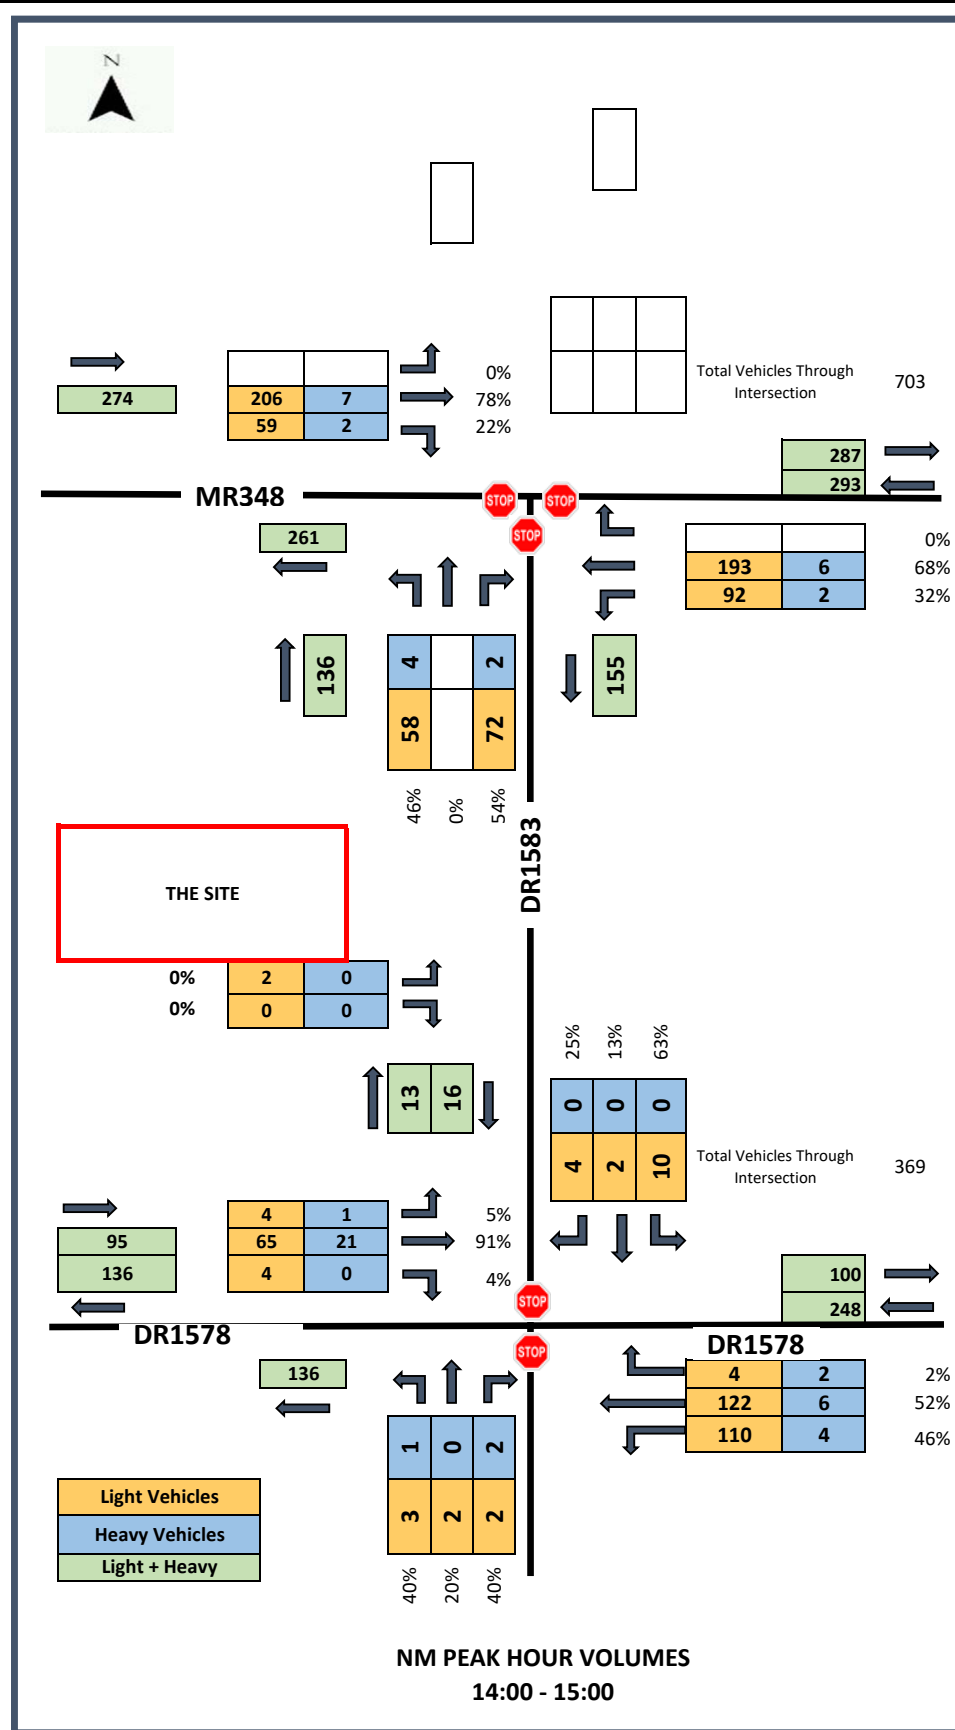 N
0%
274
206 7
78%
59 2
22%
Total Vehicles Through
Intersection
703
287
293
MR348
STOP STOP
STOP
261
0%
193 6
68%
92 2
32%
136
4 2
58 72
155
46% 0% 54%
DR1583
THE SITE
0%
2 0
0%
0 0
25% 13% 63%
13 16
0 0 0
4 2 10
Total Vehicles Through
Intersection
369
4 1
5%
95
65 21
91%
136
4 0
4%
100
248
STOP
DR1578
STOP
DR1578
136
4 2
2%
122 6
52%
110 4
46%
1 0 2
3 2 2
Light Vehicles
Heavy Vehicles
Light + Heavy
40% 20% 40%
NM PEAK HOUR VOLUMES
14:00 - 15:00